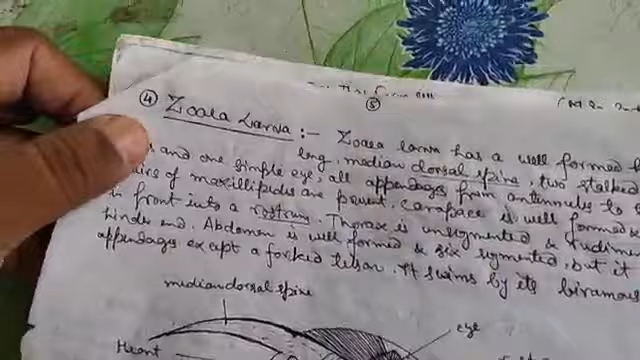 ⑤
④ Zoaea Larva :- Zoaea larva has a well formed
long, median dorsal spine, two stalked
and one simple eye, all appendages from antennules to
of maxillipedes are present. Carapace is well formed &
in front into a rostrum. Thorax is unsegmented &
hinder end. Abdomen is well formed & six segmented, but it
appendages except a forked telson. It swims by its biramous
median dorsal spine
eye
Heart